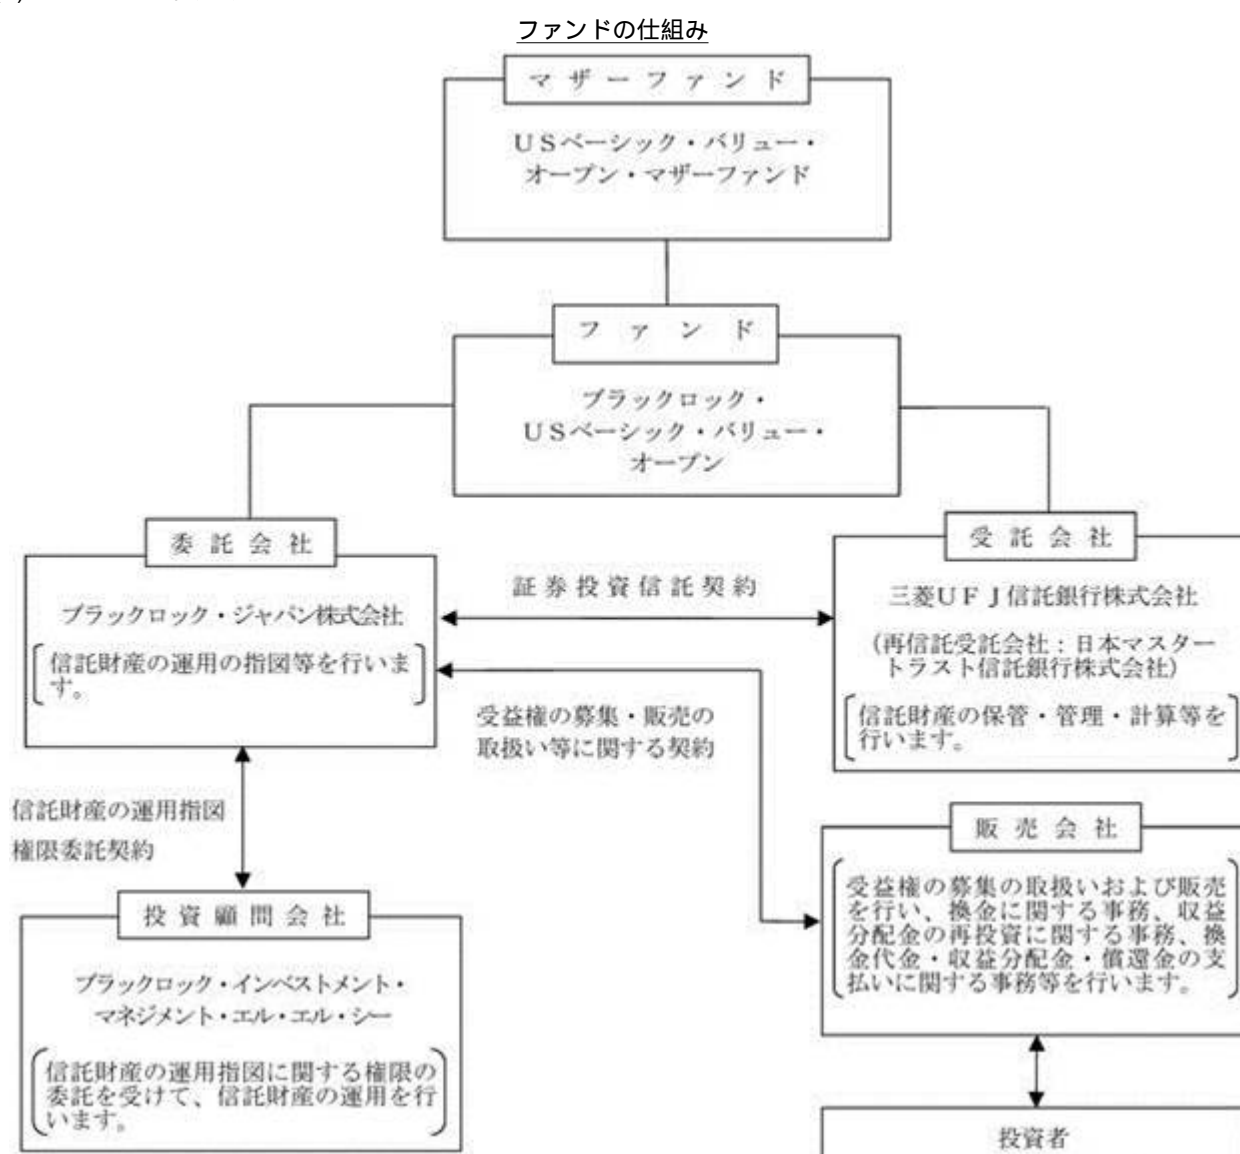 ファンドの仕組み
マザーファンド
USベーシック・バリュー・
オープン・マザーファンド
ファンド
ブラックロック・
USベーシック・バリュー・
オープン
委託会社
ブラックロック・ジャパン株式会社
信託財産の運用の指図等を行いま
す。
証券投資信託契約
受託会社
三菱UFJ信託銀行株式会社
(再信託受託会社:日本マスター
トラスト信託銀行株式会社)
信託財産の保管・管理・計算等を
行います。
受益権の募集・販売の
取扱い等に関する契約
信託財産の運用指図
権限委託契約
販売会社
受益権の募集の取扱いおよび販売
を行い、換金に関する事務、収益
分配金の再投資に関する事務、換
金代金・収益分配金・償還金の支
払いに関する事務等を行います。
投資顧問会社
ブラックロック・インベストメント・
マネジメント・エル・エル・シー
信託財産の運用指図に関する権限の
委託を受けて、信託財産の運用を行
います。
投資者